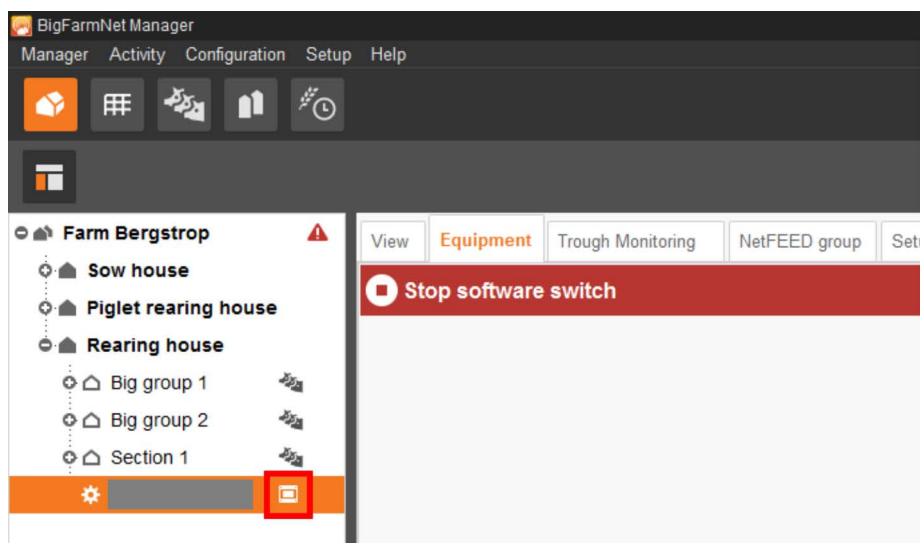 BigFarmNet Manager
Manager Activity Configuration Setup Help
Farm Bergstrop
Sow house
Piglet rearing house
Rearing house
Big group 1
Big group 2
Section 1
View Equipment Trough Monitoring NetFEED group Set
Stop software switch